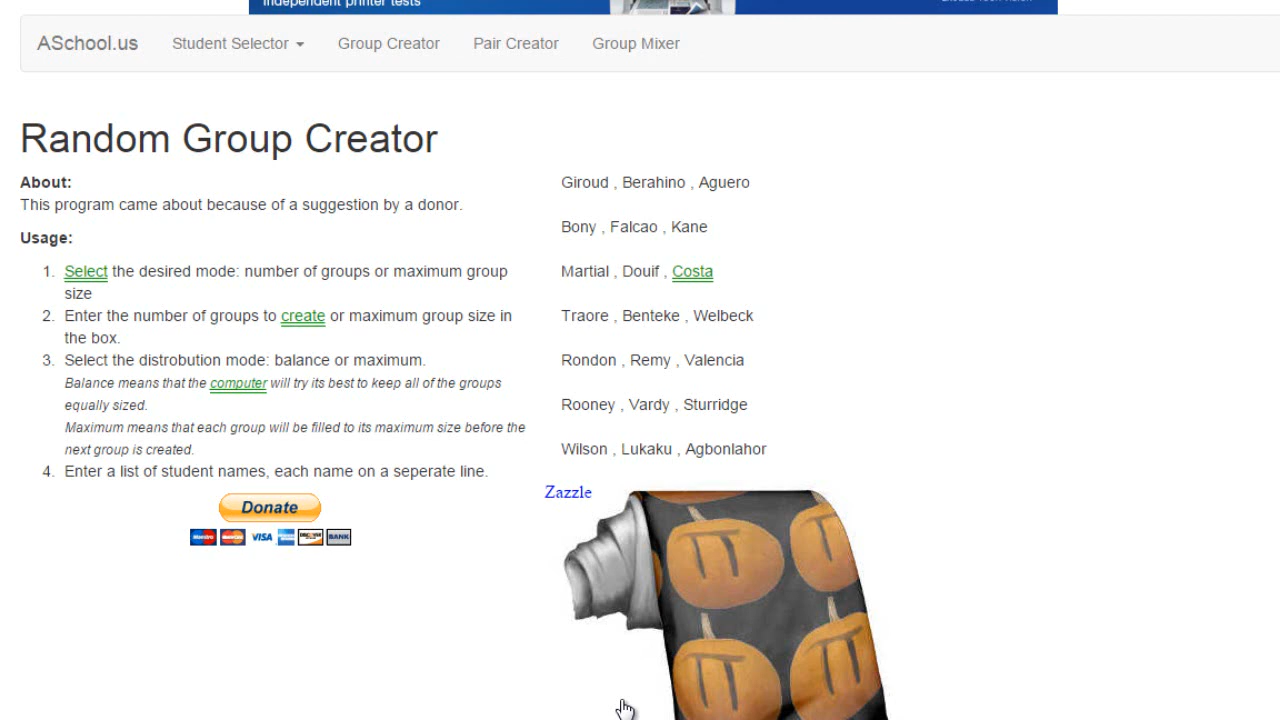 independent printer tests
ASchool.us Student Selector Group Creator Pair Creator Group Mixer
Random Group Creator
About:
This program came about because of a suggestion by a donor.
Usage:
1. Select the desired mode: number of groups or maximum group
size
2. Enter the number of groups to create or maximum group size in
the box.
3. Select the distrobution mode: balance or maximum.
Balance means that the computer will try its best to keep all of the groups
equally sized.
Maximum means that each group will be filled to its maximum size before the
next group is created.
4. Enter a list of student names, each name on a seperate line.
Donate
Maestro MasterCard VISA DISCOVER BANK
Giroud , Berahino , Aguero
Bony , Falcao , Kane
Martial , Douif , Costa
Traore , Benteke , Welbeck
Rondon , Remy , Valencia
Rooney , Vardy , Sturridge
Wilson , Lukaku , Agbonlahor
Zazzle